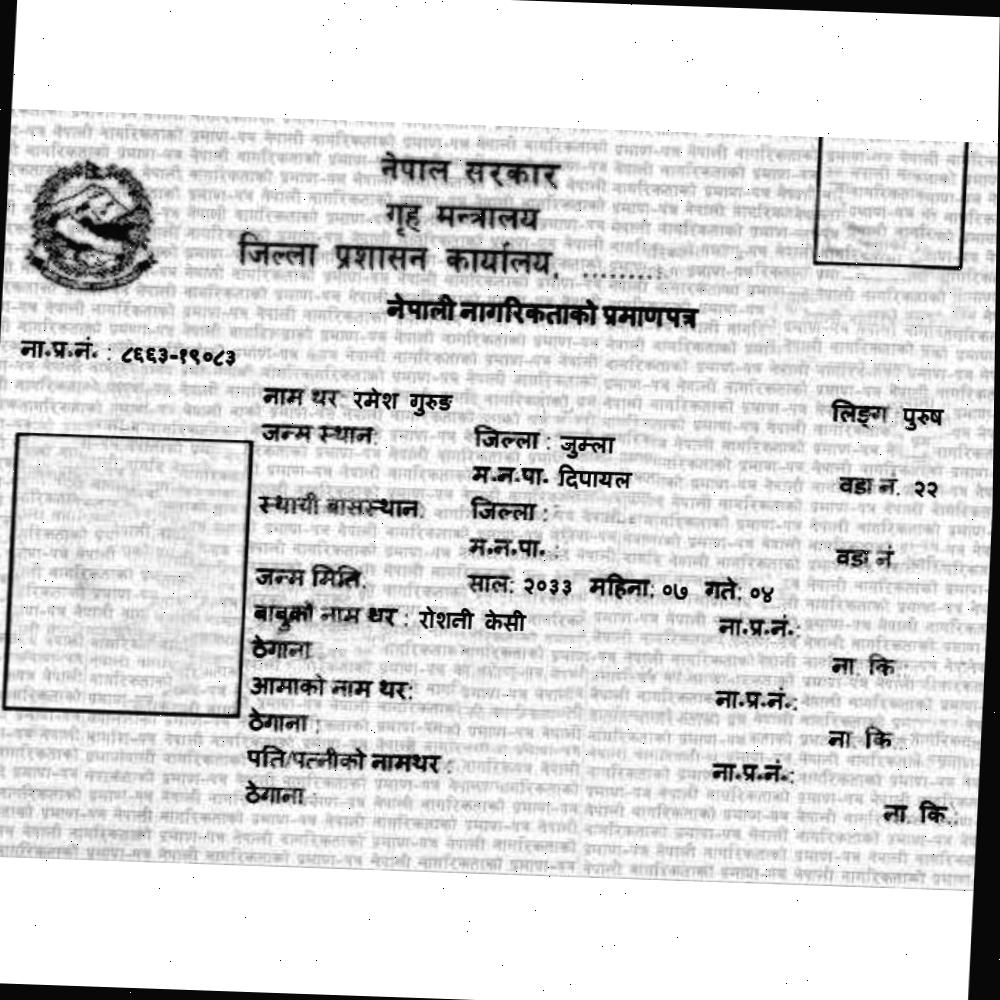 नेपाल सरकार
गृह मन्त्रालय
जिल्ला प्रशासन कार्यालय, .........
नेपाली नागरिकताको प्रमाणपत्र
ना.प्र.नं. : ८६६३-१९०८३
नाम थर: रमेश गुरुङ लिङ्ग: पुरुष
जन्म स्थान: जिल्ला : जुम्ला
म.न.पा. दिपायल वडा नं. २२
स्थायी बासस्थान: जिल्ला :
म.न.पा. : वडा नं.
जन्म मिति: साल: २०३३ महिना: ०७ गते: ०४
बाबुको नाम थर : रोशनी केसी ना.प्र.नं.:
ठेगाना : ना. कि.:
आमाको नाम थर: ना.प्र.नं.:
ठेगाना : ना. कि.:
पति/पत्नीको नामथर : ना.प्र.नं.:
ठेगाना : ना. कि.: